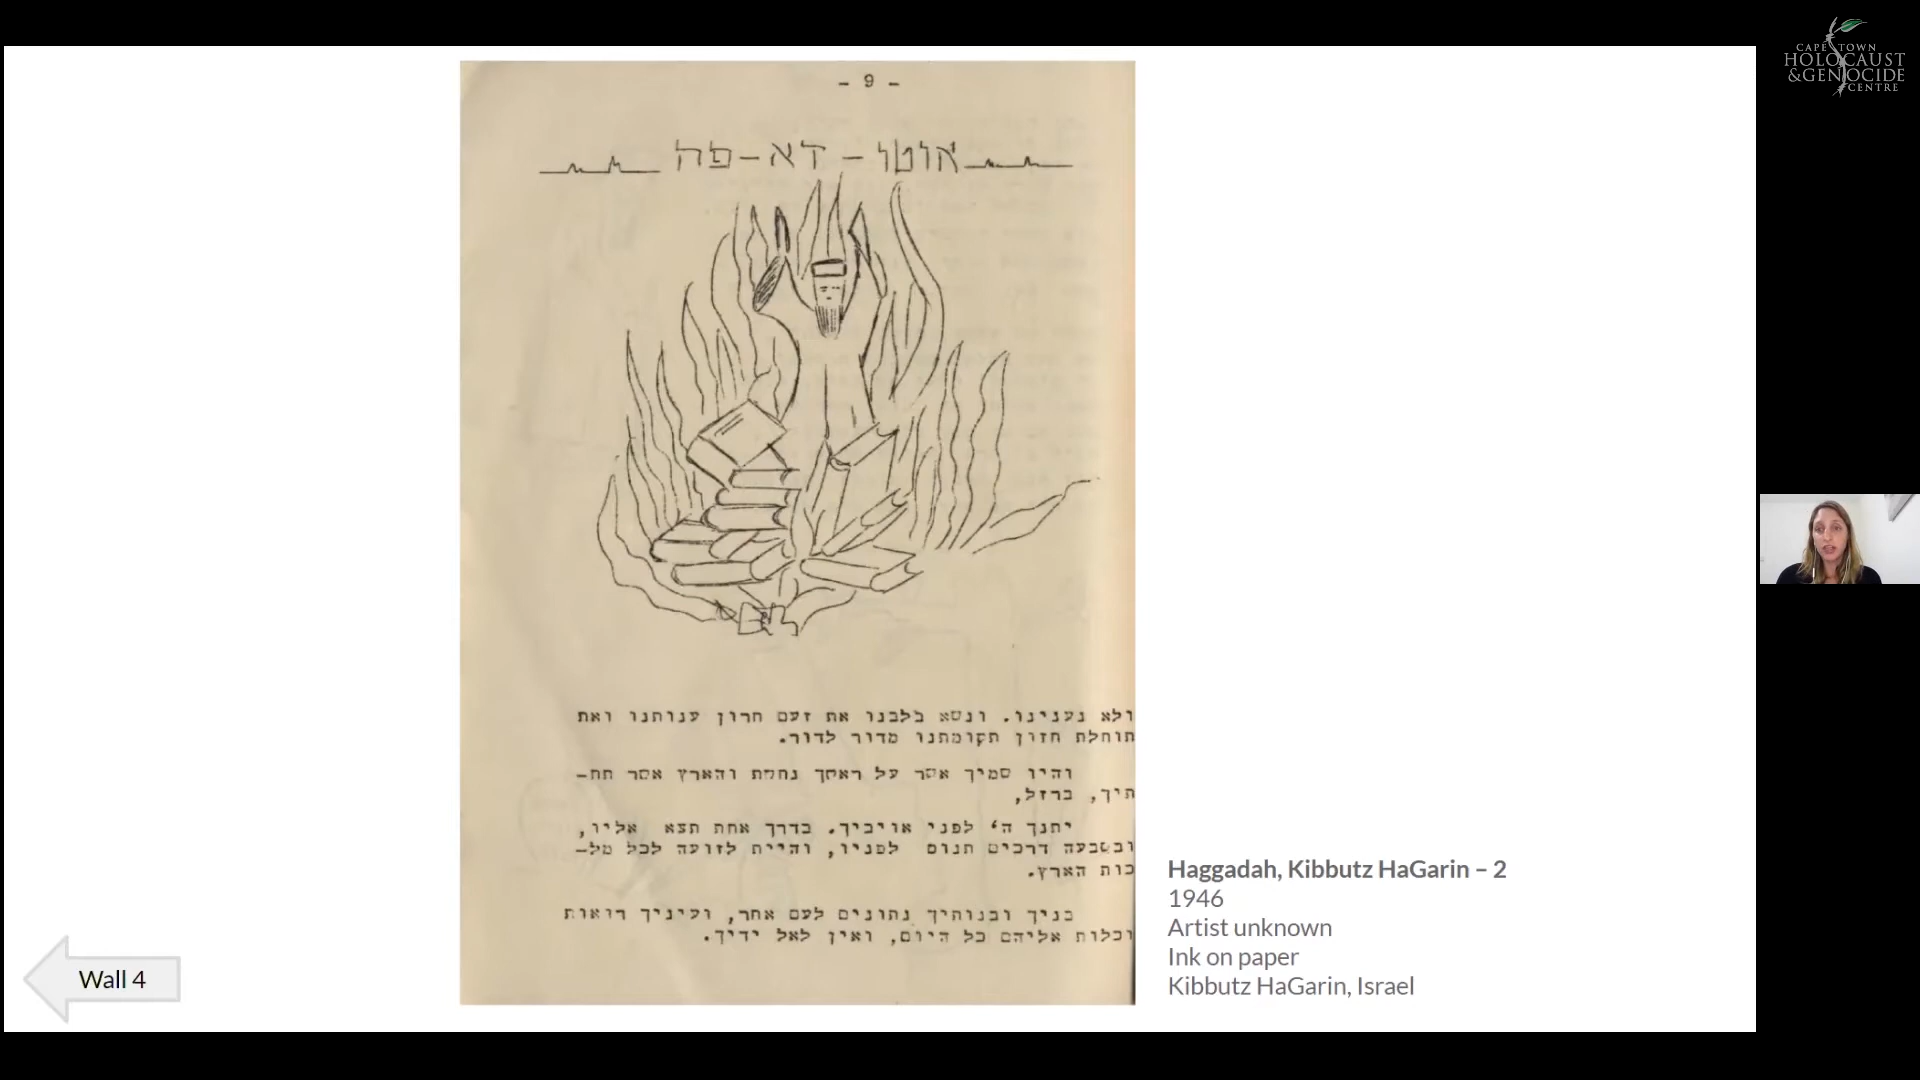 - 9 -
אוטו - דא-פה
ולא נענינו. ונשא בלבנו את זעם חרון ענותנו ואת
תוחלת חזון תקומתנו מדור לדור.
והיו שמיך אשר על ראשך נחשת והארץ אשר תח-
תיך, ברזל,
יתנך ה' לפני אויביך. בדרך אחת תצא אליו,
ובשבעה דרכים תנוס לפניו, והיית לזועה לכל מל-
כות הארץ.
בניך ובנותיך נתונים לעם אחר, ועיניך רואות
וכלות אליהם כל היום, ואין לאל ידיך.
Haggadah, Kibbutz HaGarin – 2
1946
Artist unknown
Ink on paper
Kibbutz HaGarin, Israel
Wall 4
CAPE TOWN
HOLOCAUST
& GENOCIDE
CENTRE